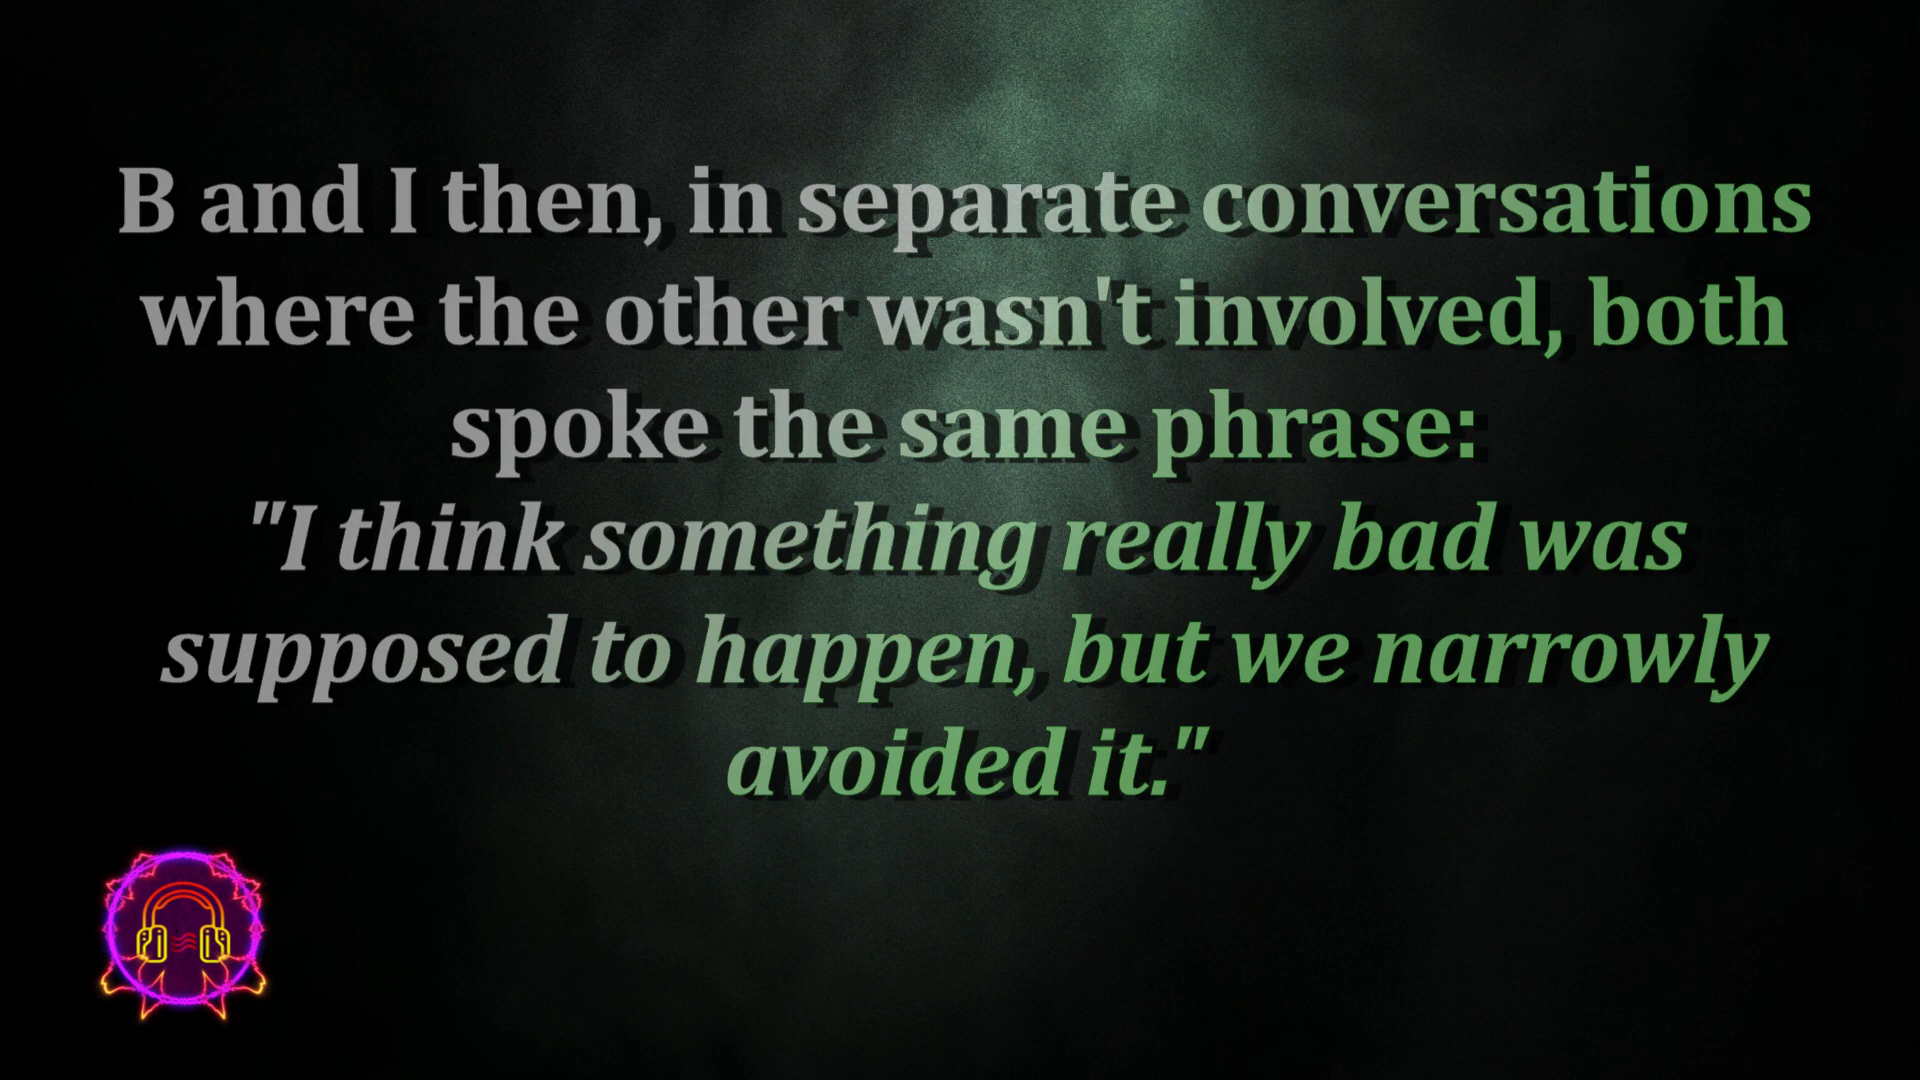 B and I then, in separate conversations
where the other wasn't involved, both
spoke the same phrase:
"I think something really bad was
supposed to happen, but we narrowly
avoided it."